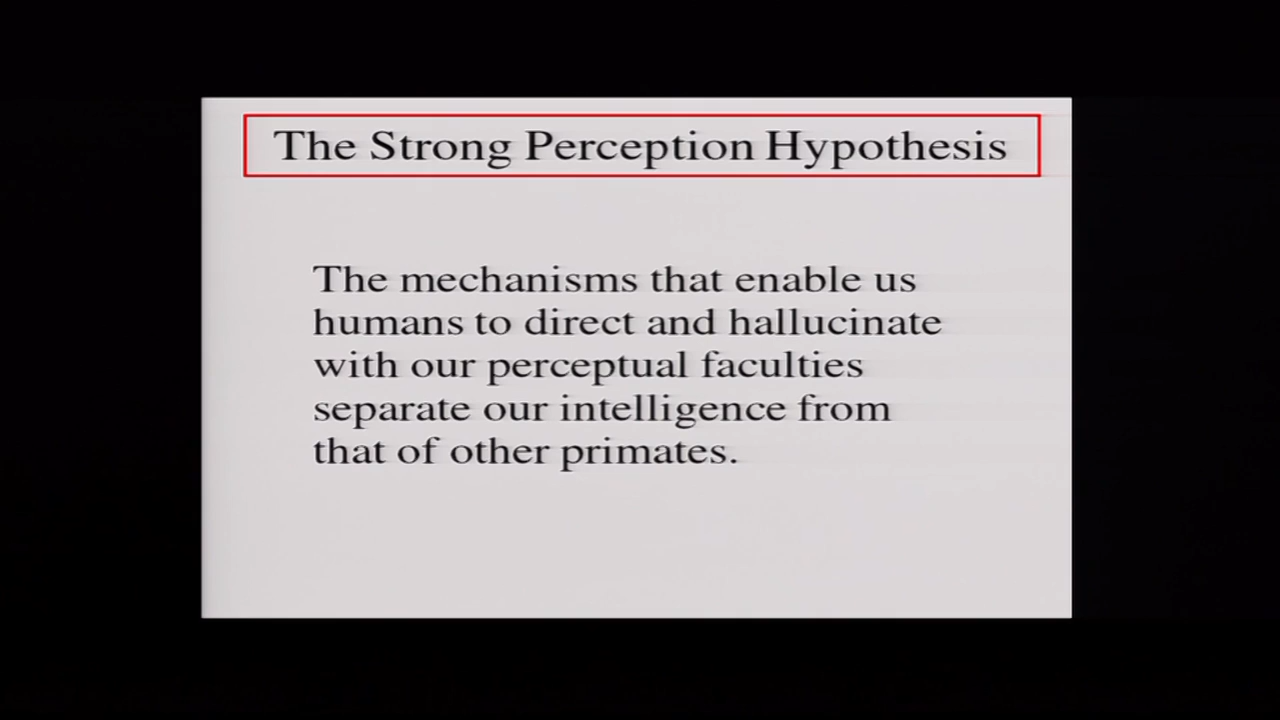 The Strong Perception Hypothesis
The mechanisms that enable us
humans to direct and hallucinate
with our perceptual faculties
separate our intelligence from
that of other primates.